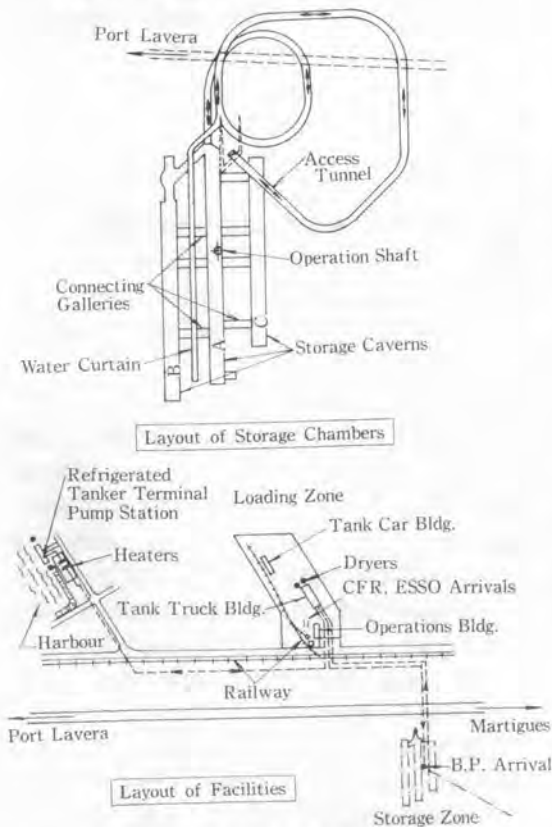 Port Lavera
Access
Tunnel
Operation Shaft
Connecting
Galleries
Water Curtain
Storage Caverns
A
B
C
Layout of Storage Chambers
Refrigerated
Tanker Terminal
Pump Station
Loading Zone
Tank Car Bldg.
Heaters
Dryers
CFR, ESSO Arrivals
Tank Truck Bldg.
Operations Bldg.
Harbour
Railway
Port Lavera
Martigues
B.P. Arrival
Layout of Facilities
Storage Zone